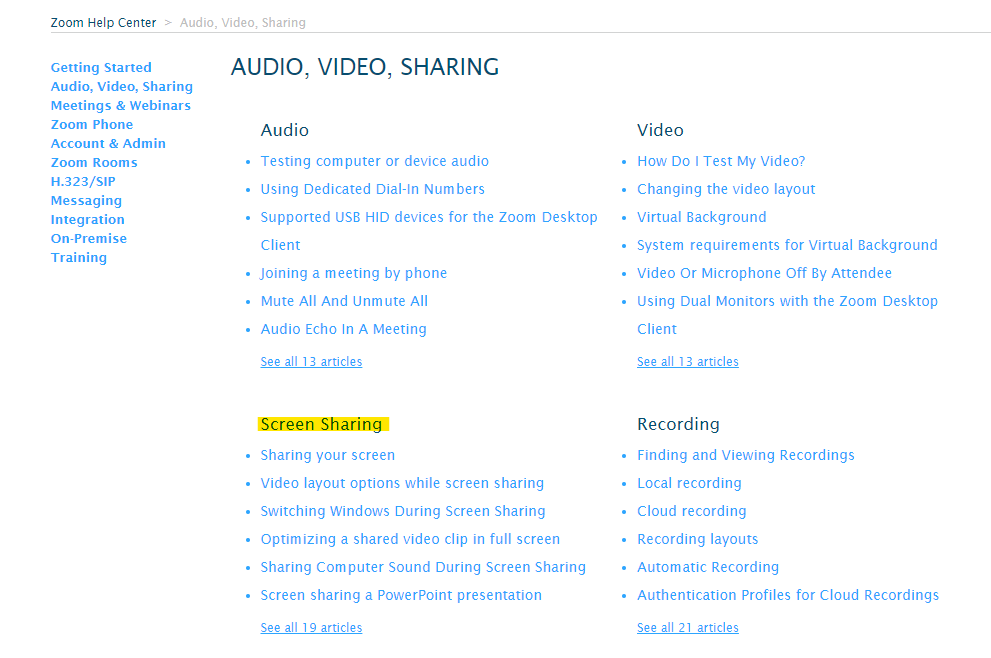 Zoom Help Center > Audio, Video, Sharing
Getting Started
Audio, Video, Sharing
Meetings & Webinars
Zoom Phone
Account & Admin
Zoom Rooms
H.323/SIP
Messaging
Integration
On-Premise
Training
AUDIO, VIDEO, SHARING
Audio
• Testing computer or device audio
• Using Dedicated Dial-In Numbers
• Supported USB HID devices for the Zoom Desktop
Client
• Joining a meeting by phone
• Mute All And Unmute All
• Audio Echo In A Meeting
See all 13 articles
Video
• How Do I Test My Video?
• Changing the video layout
• Virtual Background
• System requirements for Virtual Background
• Video Or Microphone Off By Attendee
• Using Dual Monitors with the Zoom Desktop
Client
See all 13 articles
Screen Sharing
• Sharing your screen
• Video layout options while screen sharing
• Switching Windows During Screen Sharing
• Optimizing a shared video clip in full screen
• Sharing Computer Sound During Screen Sharing
• Screen sharing a PowerPoint presentation
See all 19 articles
Recording
• Finding and Viewing Recordings
• Local recording
• Cloud recording
• Recording layouts
• Automatic Recording
• Authentication Profiles for Cloud Recordings
See all 21 articles